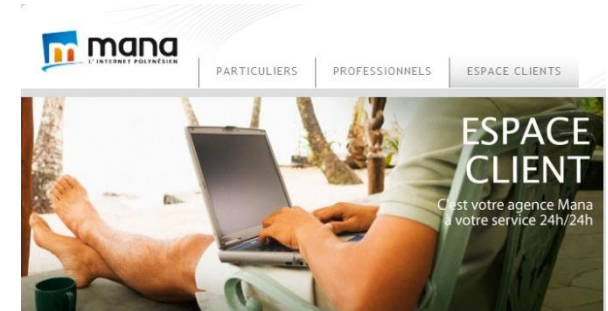 mana
L'INTERNET POLYNÉSIEN
PARTICULIERS
PROFESSIONNELS
ESPACE CLIENTS
ESPACE
CLIENT
C'est votre agence Mana
à votre service 24h/24h